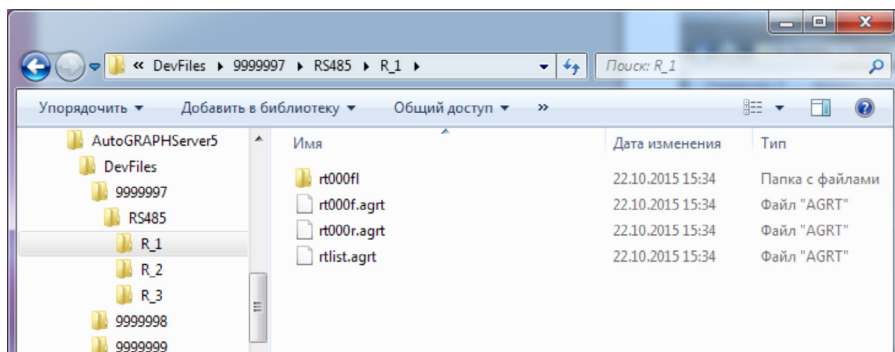 « DevFiles ▸ 9999997 ▸ RS485 ▸ R_1 ▸ Поиск: R_1
Упорядочить ▾ Добавить в библиотеку ▾ Общий доступ ▾ »
AutoGRAPHServer5
DevFiles
9999997
RS485
R_1
R_2
R_3
9999998
9999999
Имя Дата изменения Тип
rt000fl 22.10.2015 15:34 Папка с файлами
rt000f.agrt 22.10.2015 15:34 Файл "AGRT"
rt000r.agrt 22.10.2015 15:34 Файл "AGRT"
rtlist.agrt 22.10.2015 15:34 Файл "AGRT"